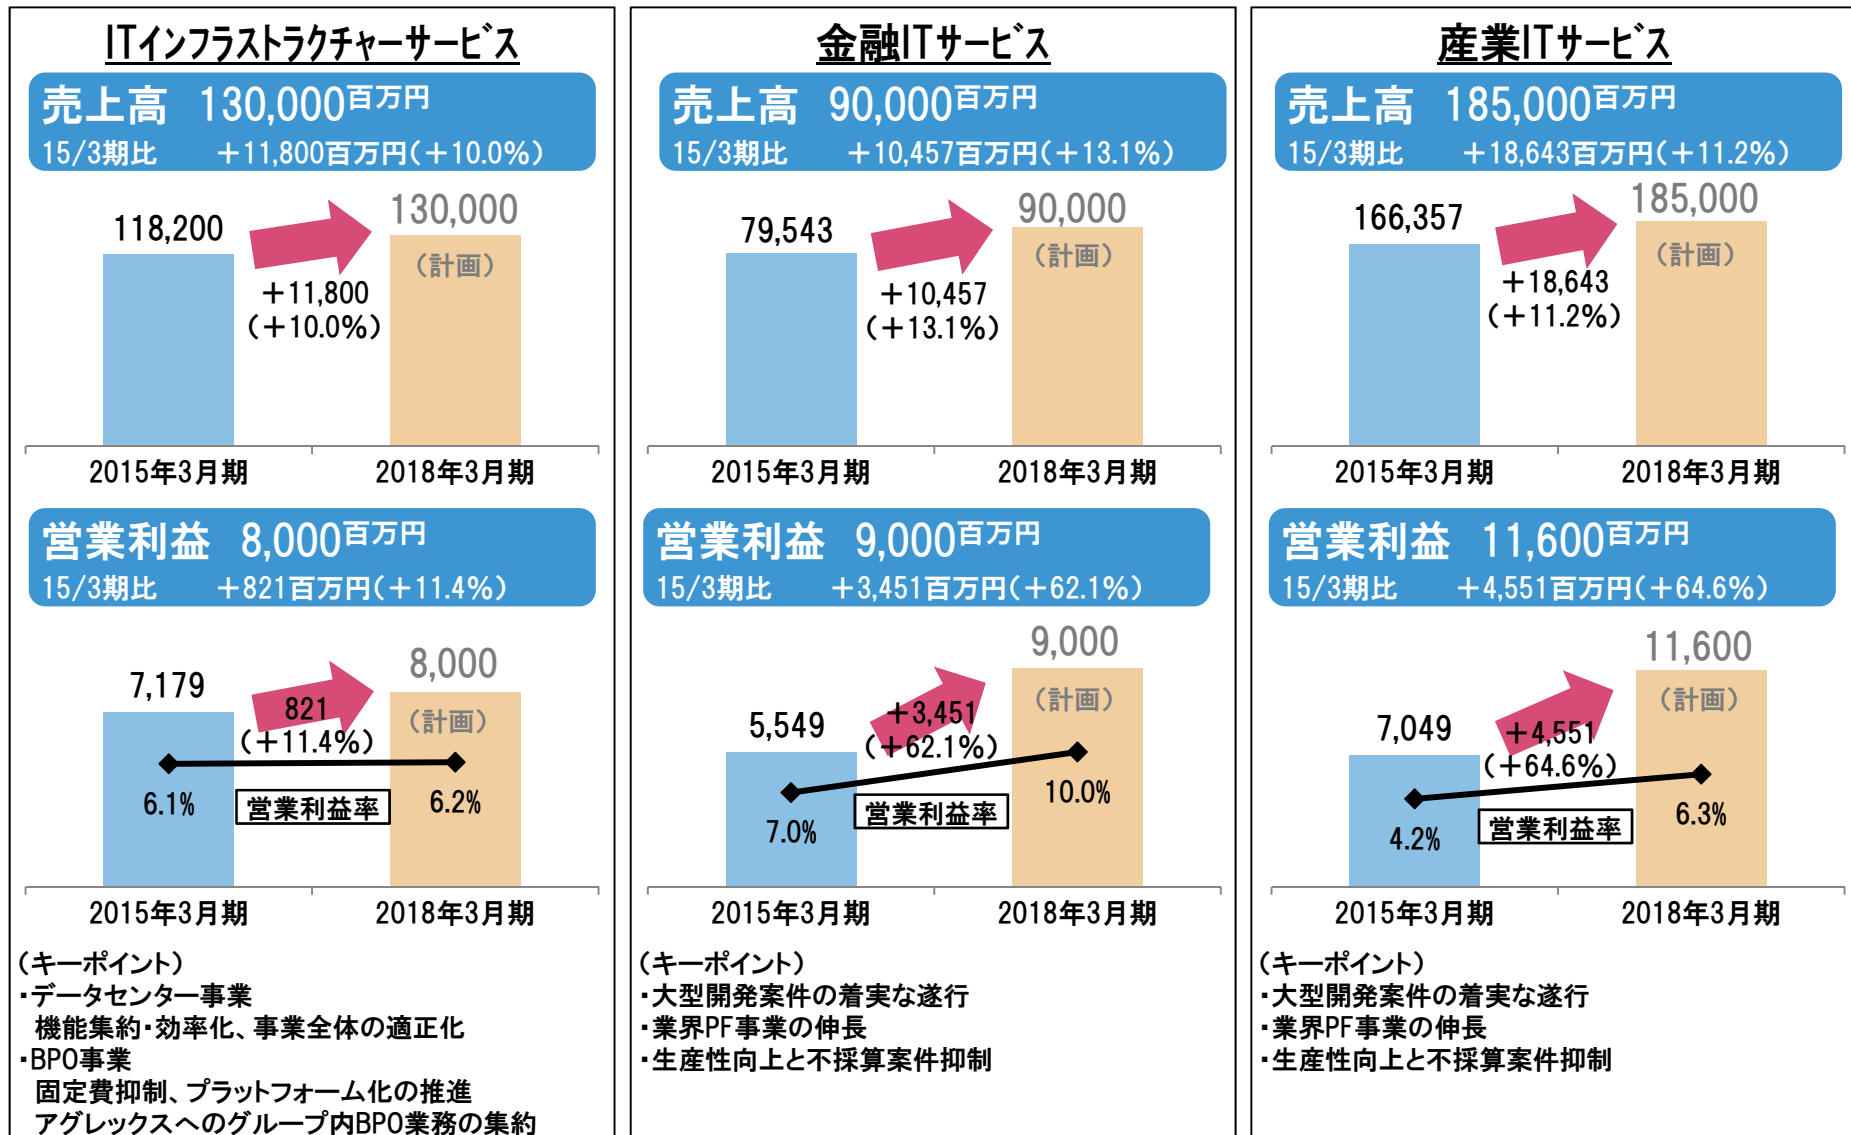 ITインフラストラクチャーサービス
売上高 130,000百万円
15/3期比 +11,800百万円(+10.0%)
118,200
130,000
(計画)
+11,800
(+10.0%)
2015年3月期 2018年3月期
営業利益 8,000百万円
15/3期比 +821百万円(+11.4%)
7,179
8,000
(計画)
821
(+11.4%)
6.1%
営業利益率
6.2%
2015年3月期 2018年3月期
(キーポイント)
・データセンター事業
機能集約・効率化、事業全体の適正化
・BPO事業
固定費抑制、プラットフォーム化の推進
アグレックスへのグループ内BPO業務の集約
金融ITサービス
売上高 90,000百万円
15/3期比 +10,457百万円(+13.1%)
79,543
90,000
(計画)
+10,457
(+13.1%)
2015年3月期 2018年3月期
営業利益 9,000百万円
15/3期比 +3,451百万円(+62.1%)
5,549
9,000
(計画)
+3,451
(+62.1%)
7.0%
営業利益率
10.0%
2015年3月期 2018年3月期
(キーポイント)
・大型開発案件の着実な遂行
・業界PF事業の伸長
・生産性向上と不採算案件抑制
産業ITサービス
売上高 185,000百万円
15/3期比 +18,643百万円(+11.2%)
166,357
185,000
(計画)
+18,643
(+11.2%)
2015年3月期 2018年3月期
営業利益 11,600百万円
15/3期比 +4,551百万円(+64.6%)
7,049
11,600
(計画)
+4,551
(+64.6%)
4.2%
営業利益率
6.3%
2015年3月期 2018年3月期
(キーポイント)
・大型開発案件の着実な遂行
・業界PF事業の伸長
・生産性向上と不採算案件抑制